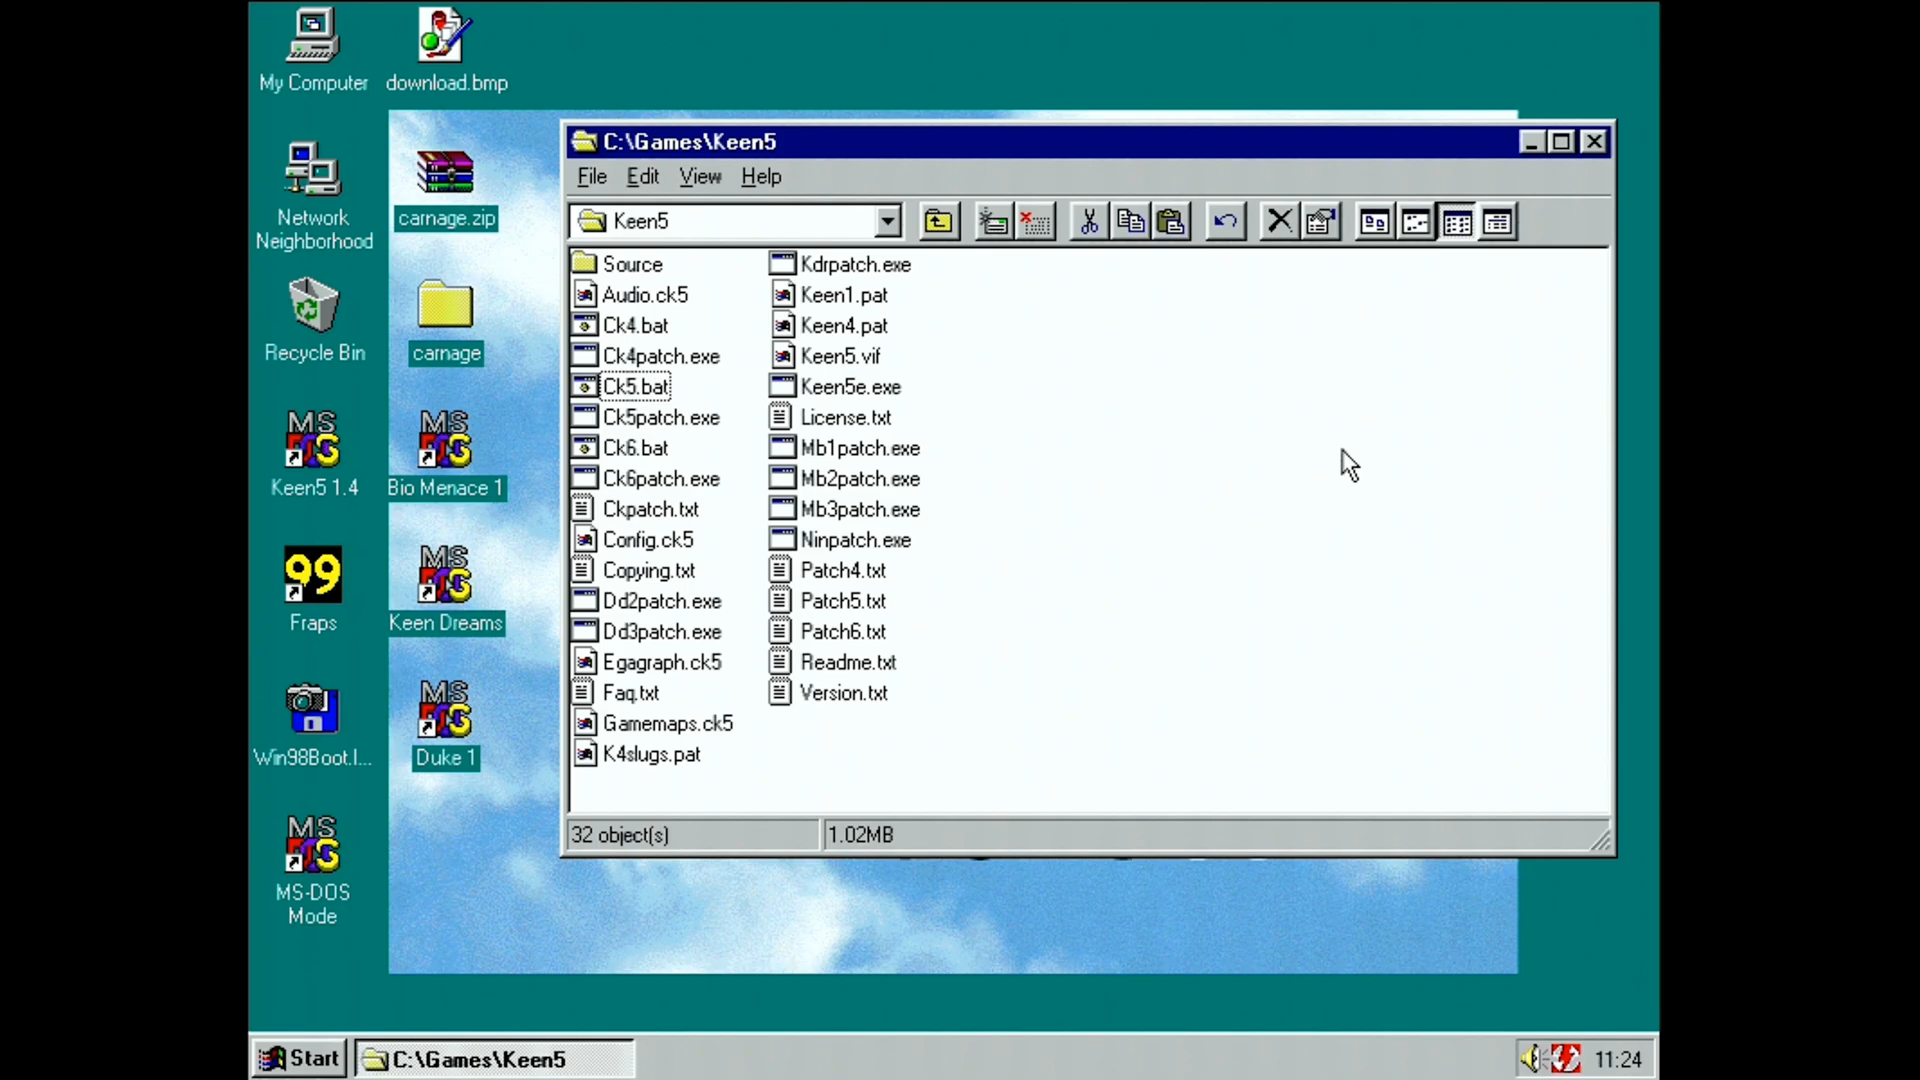 My Computer
download.bmp
Network
Neighborhood
carnage.zip
Recycle Bin
carnage
MS
Keen5 1.4
MS
Bio Menace 1
99
Fraps
MS
Keen Dreams
Win98Boot.I...
MS
Duke 1
MS
MS-DOS
Mode
C:\Games\Keen5
File Edit View Help
Keen5
Source
Audio.ck5
Ck4.bat
Ck4patch.exe
Ck5.bat
Ck5patch.exe
Ck6.bat
Ck6patch.exe
Ckpatch.txt
Config.ck5
Copying.txt
Dd2patch.exe
Dd3patch.exe
Egagraph.ck5
Faq.txt
Gamemaps.ck5
K4slugs.pat
Kdrpatch.exe
Keen1.pat
Keen4.pat
Keen5.vif
Keen5e.exe
License.txt
Mb1patch.exe
Mb2patch.exe
Mb3patch.exe
Ninpatch.exe
Patch4.txt
Patch5.txt
Patch6.txt
Readme.txt
Version.txt
32 object(s)
1.02MB
Start
C:\Games\Keen5
11:24